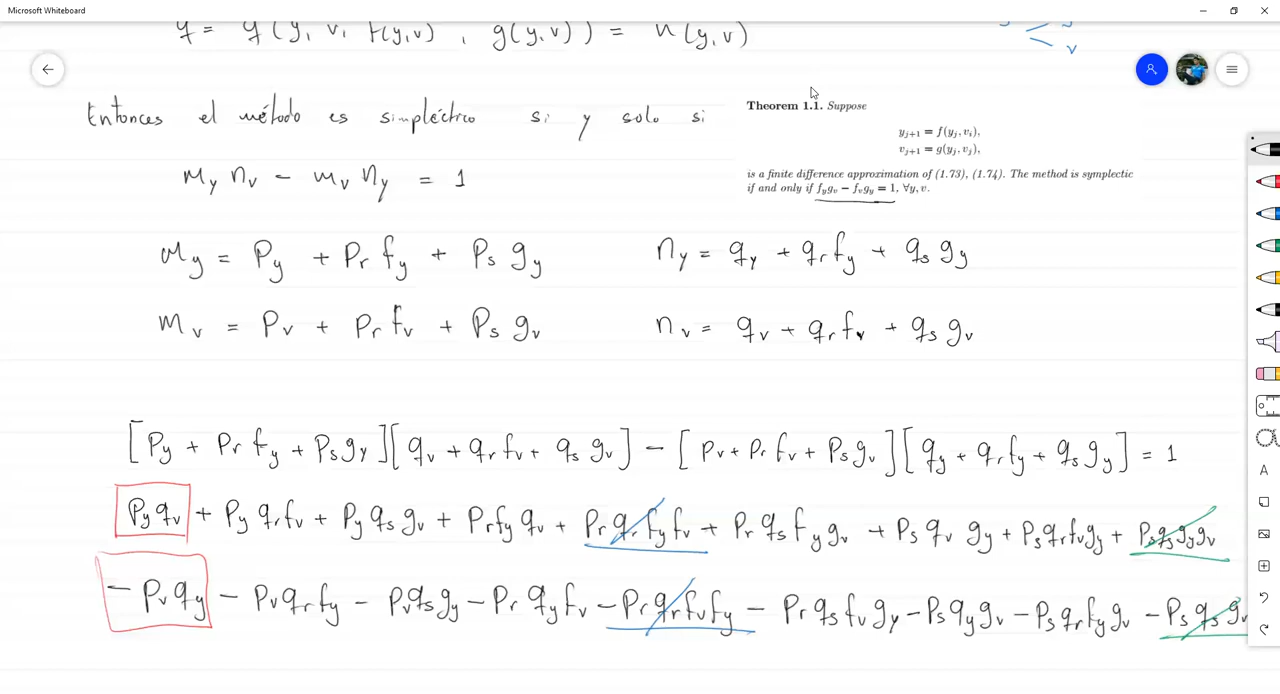 Microsoft Whiteboard
q = q(y, v, f(y,v), g(y,v)) = n(y,v)
v
Entonces el método es simpléctico si y solo si
m_y n_v - m_v n_y = 1
Theorem 1.1. Suppose
y_{j+1} = f(y_j, v_i),
v_{j+1} = g(y_j, v_j),
is a finite difference approximation of (1.73), (1.74). The method is symplectic
if and only if f_y g_v − f_v g_y = 1, ∀y, v.
m_y = P_y + P_r f_y + P_s g_y
n_y = q_y + q_r f_y + q_s g_y
m_v = P_v + P_r f_v + P_s g_v
n_v = q_v + q_r f_v + q_s g_v
[P_y + P_r f_y + P_s g_y][q_v + q_r f_v + q_s g_v] - [P_v + P_r f_v + P_s g_v][q_y + q_r f_y + q_s g_y] = 1
P_y q_v + P_y q_r f_v + P_y q_s g_v + P_r f_y q_v + P_r q_r f_y f_v + P_r q_s f_y g_v + P_s q_v g_y + P_s q_r f_v g_y + P_s q_s g_y g_v
- P_v q_y - P_v q_r f_y - P_v q_s g_y - P_r q_y f_v - P_r q_r f_v f_y - P_r q_s f_v g_y - P_s q_y g_v - P_s q_r f_y g_v - P_s q_s g_v
A